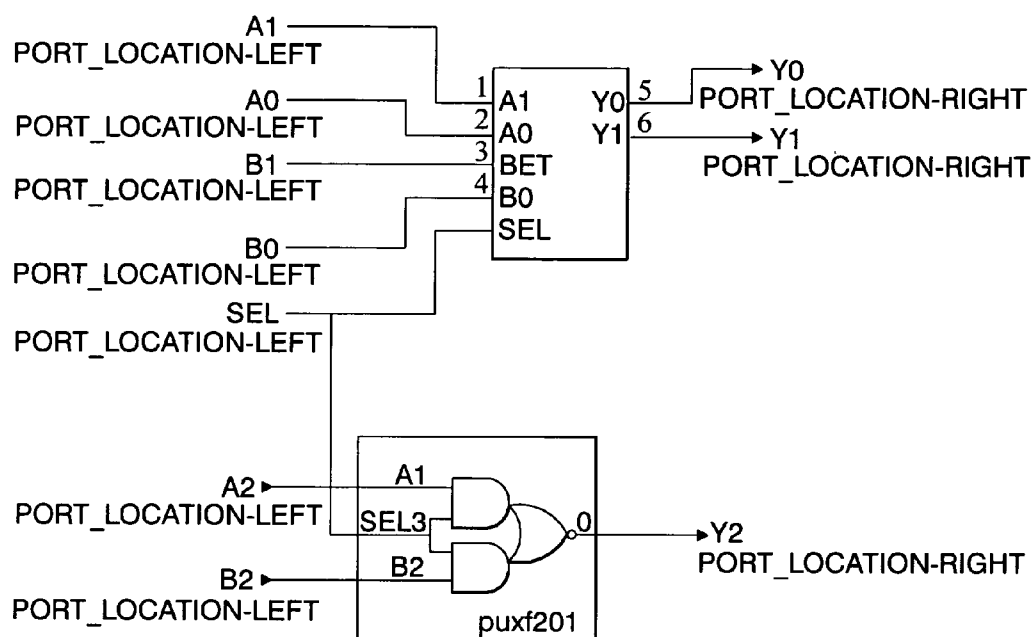 A1
PORT_LOCATION-LEFT
A0
PORT_LOCATION-LEFT
B1
PORT_LOCATION-LEFT
B0
PORT_LOCATION-LEFT
SEL
PORT_LOCATION-LEFT
1 A1
2 A0
3 BET
4 B0
SEL
Y0 5
Y1 6
Y0
PORT_LOCATION-RIGHT
Y1
PORT_LOCATION-RIGHT
A2
PORT_LOCATION-LEFT
B2
PORT_LOCATION-LEFT
A1
SEL3
B2
0
puxf201
Y2
PORT_LOCATION-RIGHT